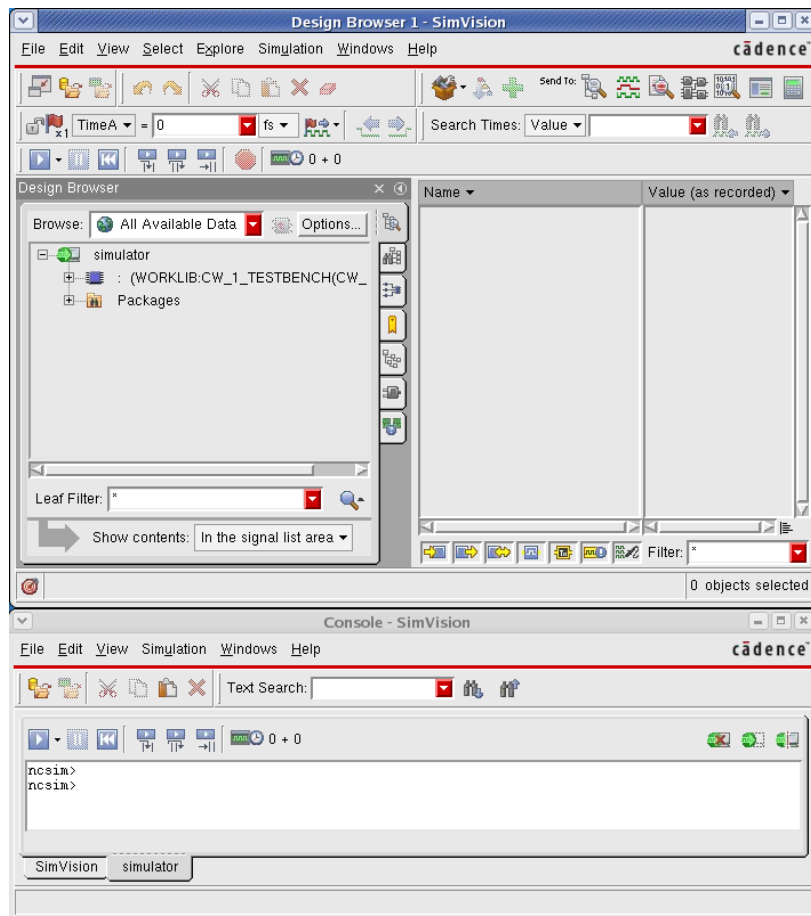 Design Browser 1 - SimVision
File Edit View Select Explore Simulation Windows Help
cādence
Send To:
x1 TimeA = 0 fs
Search Times: Value
0 + 0
Design Browser
Browse: All Available Data Options...
simulator
: (WORKLIB:CW_1_TESTBENCH(CW_
Packages
Leaf Filter: *
Show contents: In the signal list area
Name
Value (as recorded)
Filter: *
0 objects selected
Console - SimVision
File Edit View Simulation Windows Help
cādence
Text Search:
0 + 0
ncsim>
ncsim>
SimVision simulator